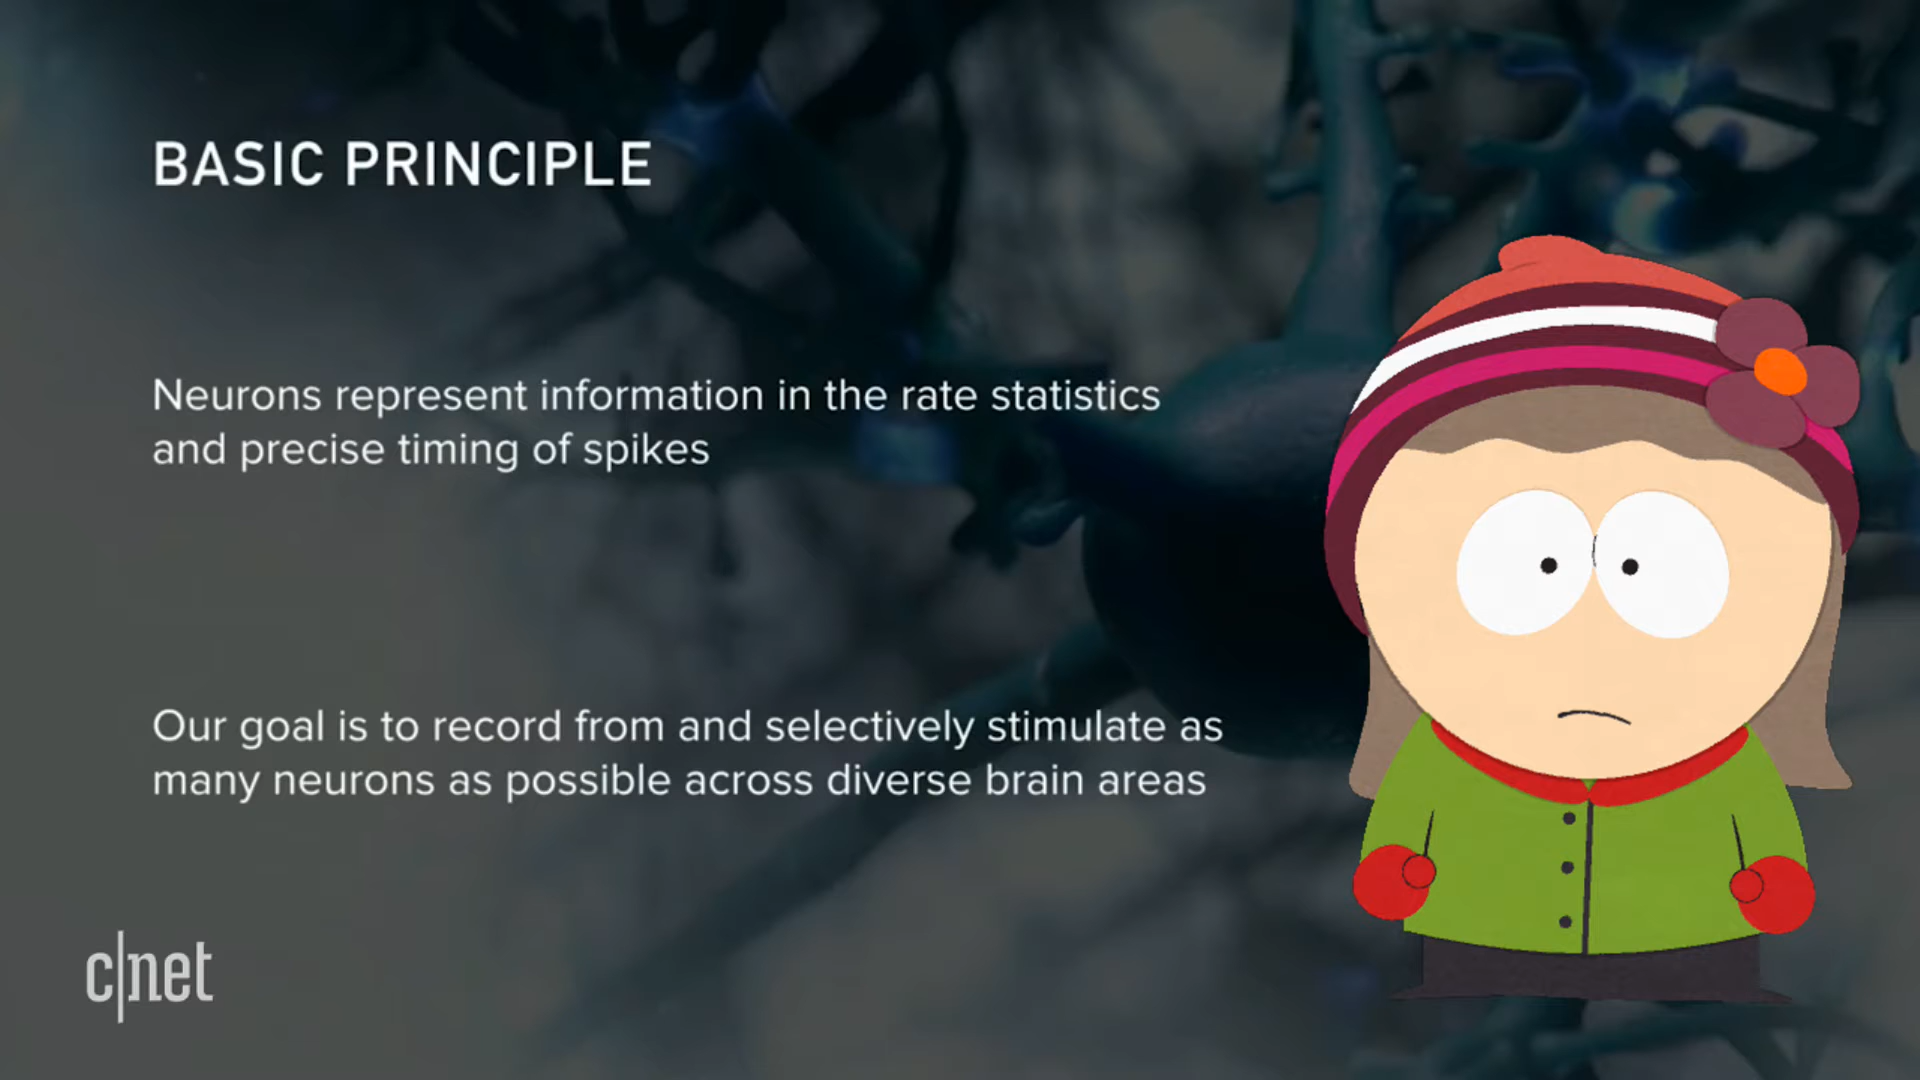 BASIC PRINCIPLE
Neurons represent information in the rate statistics
and precise timing of spikes
Our goal is to record from and selectively stimulate as
many neurons as possible across diverse brain areas
c|net